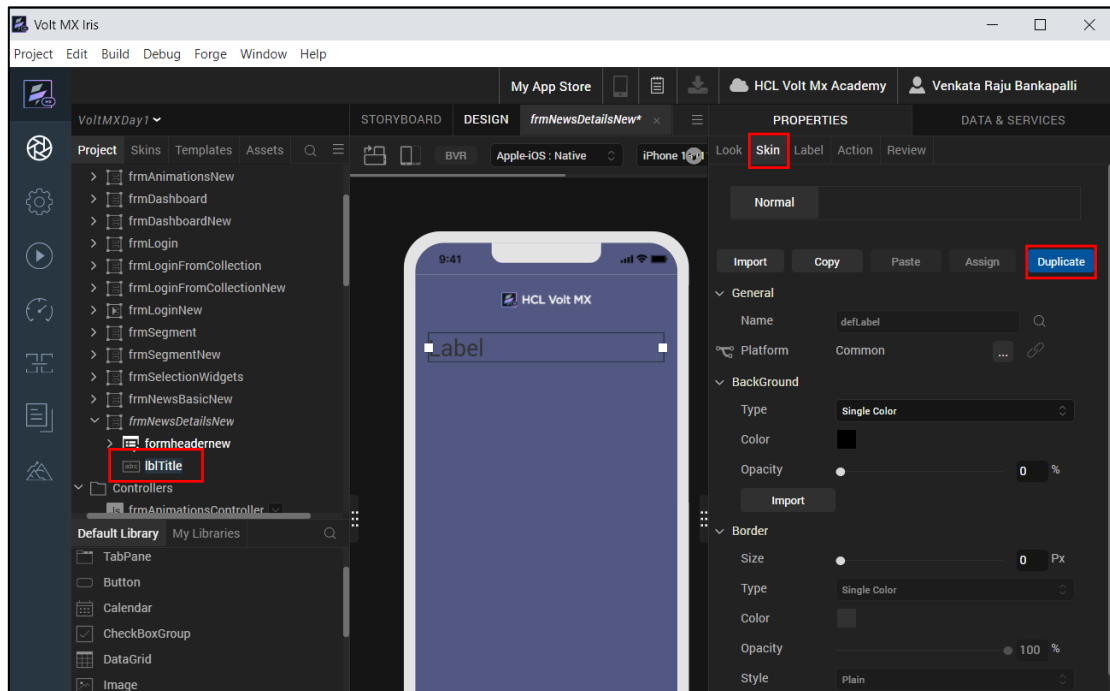 Volt MX Iris
Project Edit Build Debug Forge Window Help
My App Store HCL Volt Mx Academy Venkata Raju Bankapalli
VoltMXDay1 STORYBOARD DESIGN frmNewsDetailsNew* × PROPERTIES DATA & SERVICES
Project Skins Templates Assets BVR Apple-iOS : Native Look Skin Label Action Review
frmAnimationsNew
frmDashboard
Normal
frmDashboardNew
frmLogin
9:41
frmLoginFromCollection
Import Copy Paste Assign Duplicate
frmLoginFromCollectionNew
General
HCL Volt MX
frmLoginNew
Name defLabel
frmSegment
Label
frmSegmentNew
Platform Common ...
frmSelectionWidgets
BackGround
frmNewsBasicNew
Type Single Color
frmNewsDetailsNew
Color
formheadernew
abc lblTitle
Opacity 0 %
Controllers
Import
Js frmAnimationsController
Default Library My Libraries
Border
TabPane
Size 0 Px
Button
Type Single Color
Calendar
Color
CheckBoxGroup
Opacity 100 %
DataGrid
Style Plain
Image